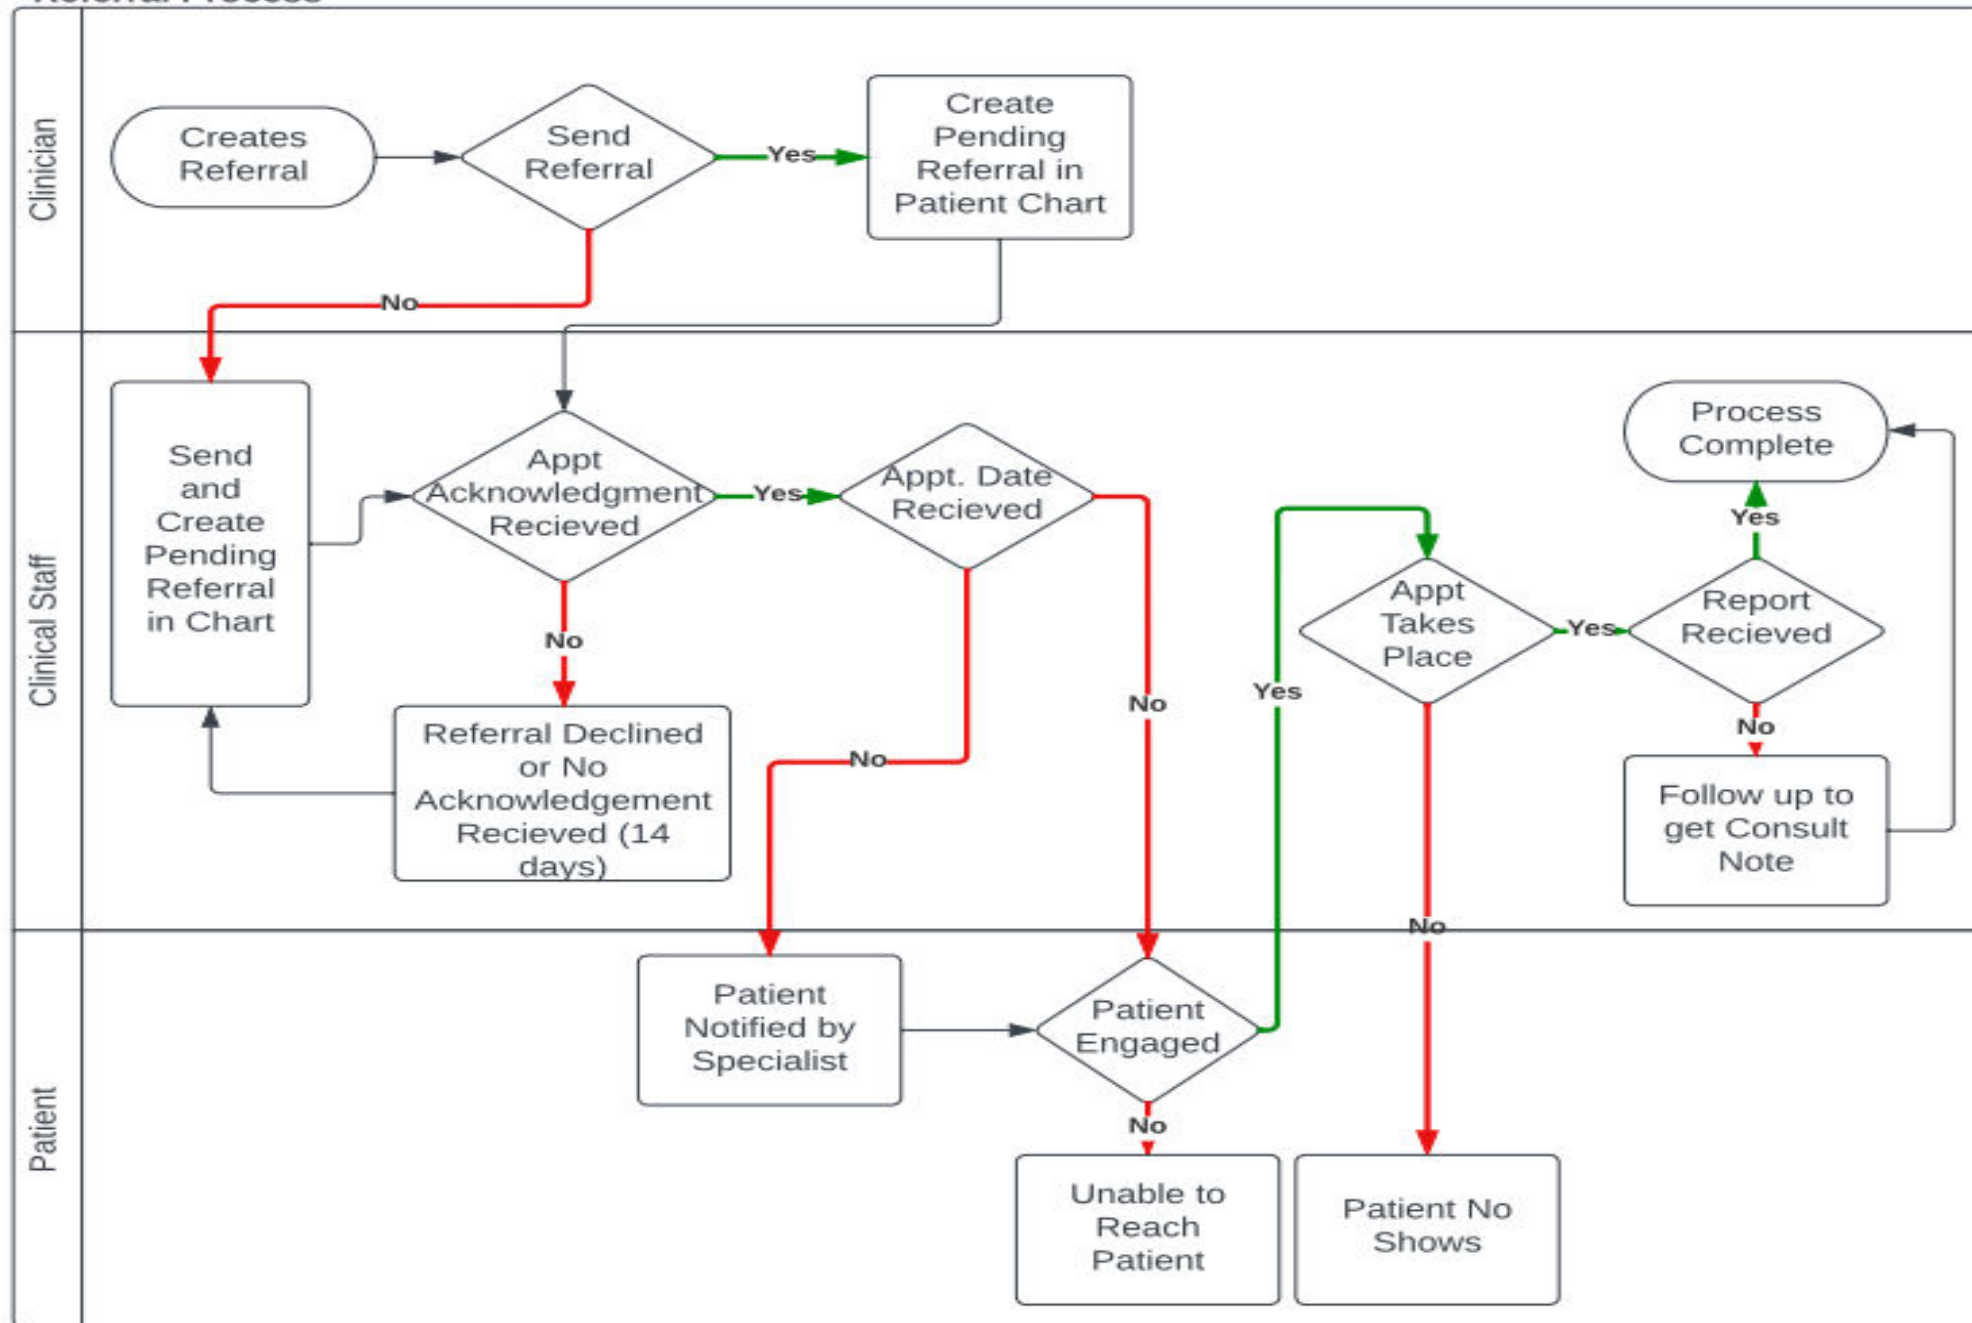 Referral Process
Clinician
Creates
Referral
Send
Referral
Yes
Create
Pending
Referral in
Patient Chart
No
Clinical Staff
Send
and
Create
Pending
Referral
in Chart
Appt
Acknowledgment
Recieved
Yes
Appt. Date
Recieved
No
Referral Declined
or No
Acknowledgement
Recieved (14
days)
No
No
Yes
Appt
Takes
Place
Yes
Report
Recieved
Yes
Process
Complete
No
Follow up to
get Consult
Note
No
Patient
Patient
Notified by
Specialist
Patient
Engaged
No
Unable to
Reach
Patient
Patient No
Shows